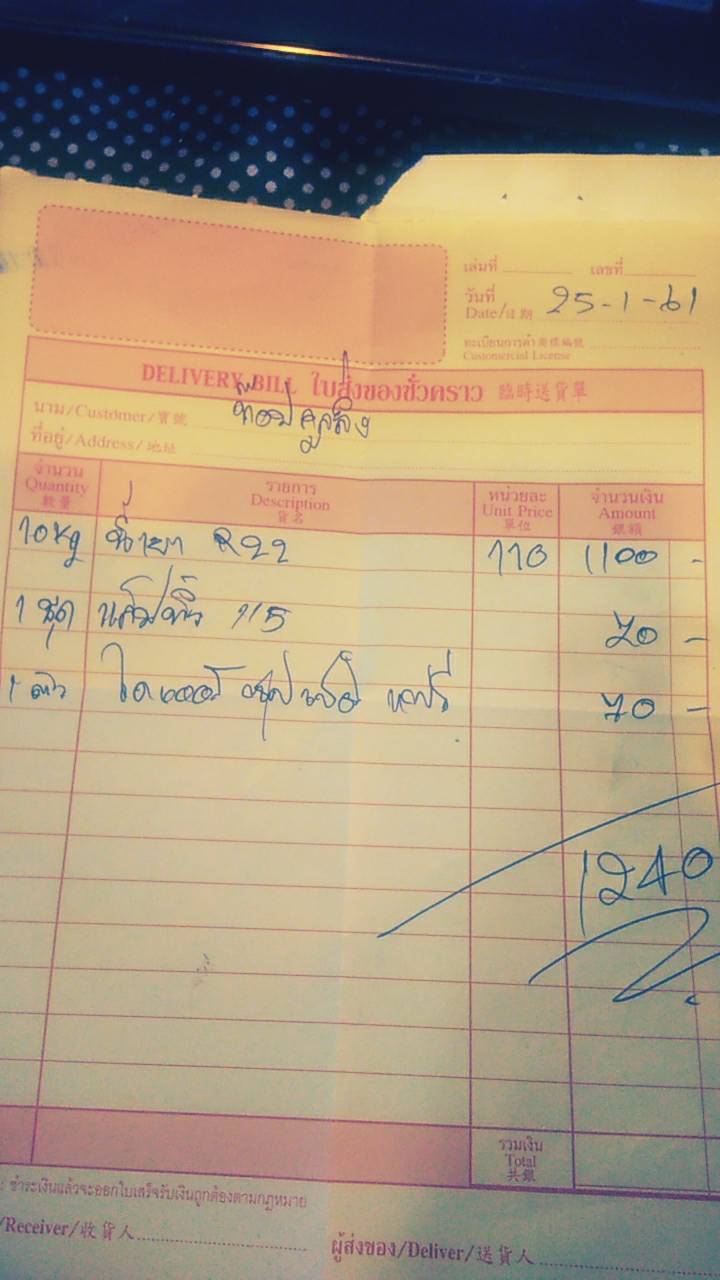 เล่มที่ เลขที่
วันที่
Date/日期 25-1-61
ทะเบียนการค้า 商標編號
Customercial License
DELIVERY BILL ใบส่งของชั่วคราว 臨時送貨單
นาม/Customer/寶號 ท๊อปคูลลิ่ง
ที่อยู่/Address/地址
จำนวน รายการ หน่วยละ จำนวนเงิน
Quantity Description Unit Price Amount
數量 貨名 單位 銀額
10 kg น้ำยา R22 110 1100 -
1 ชุด 115 70 -
1 ตัว 70 -
1240
รวมเงิน
Total
共銀
: ชำระเงินแล้วจะออกใบเสร็จรับเงินถูกต้องตามกฎหมาย
/Receiver/收貨人 ผู้ส่งของ/Deliver/送貨人